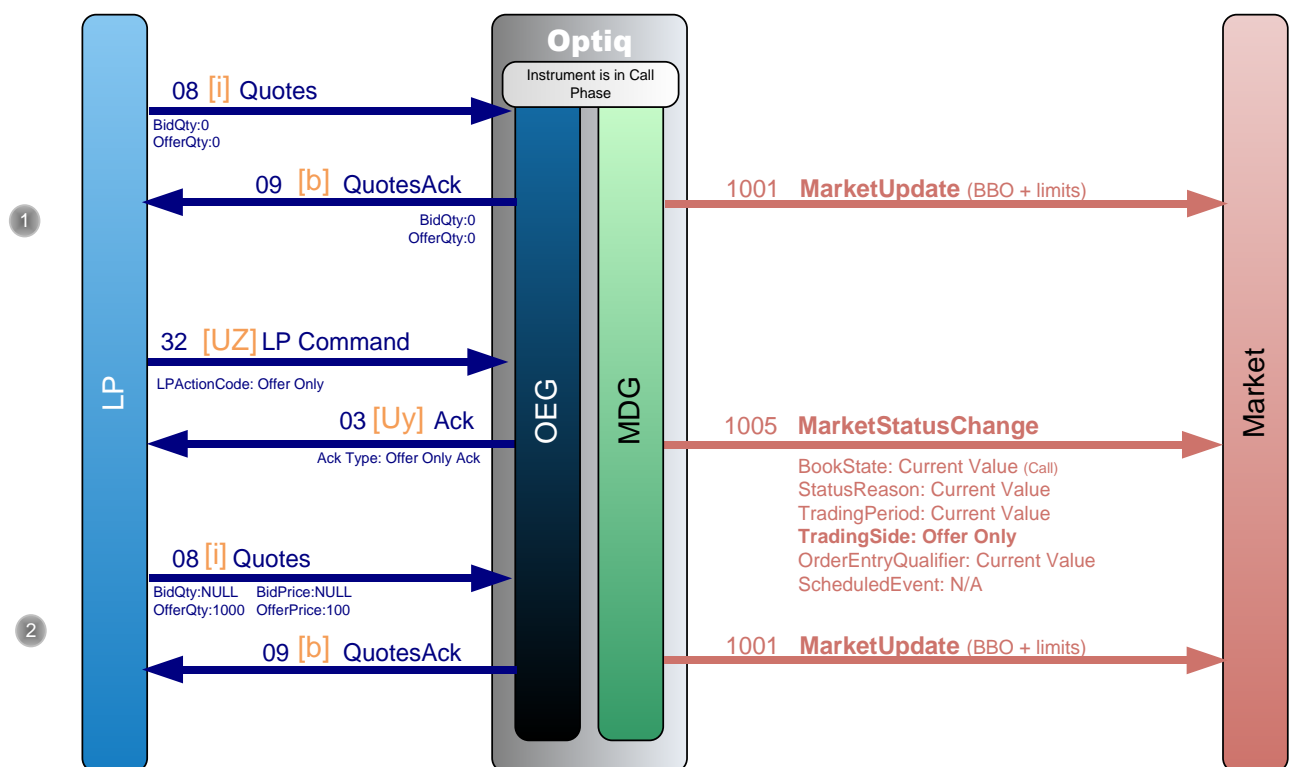 Optiq
Instrument is in Call
Phase
08 [i] Quotes
BidQty:0
OfferQty:0
09 [b] QuotesAck
BidQty:0
OfferQty:0
1001 MarketUpdate (BBO + limits)
1
32 [UZ] LP Command
LPActionCode: Offer Only
03 [Uy] Ack
Ack Type: Offer Only Ack
1005 MarketStatusChange
BookState: Current Value (Call)
StatusReason: Current Value
TradingPeriod: Current Value
TradingSide: Offer Only
OrderEntryQualifier: Current Value
ScheduledEvent: N/A
LP
OEG
MDG
Market
08 [i] Quotes
BidQty:NULL BidPrice:NULL
OfferQty:1000 OfferPrice:100
2
09 [b] QuotesAck
1001 MarketUpdate (BBO + limits)